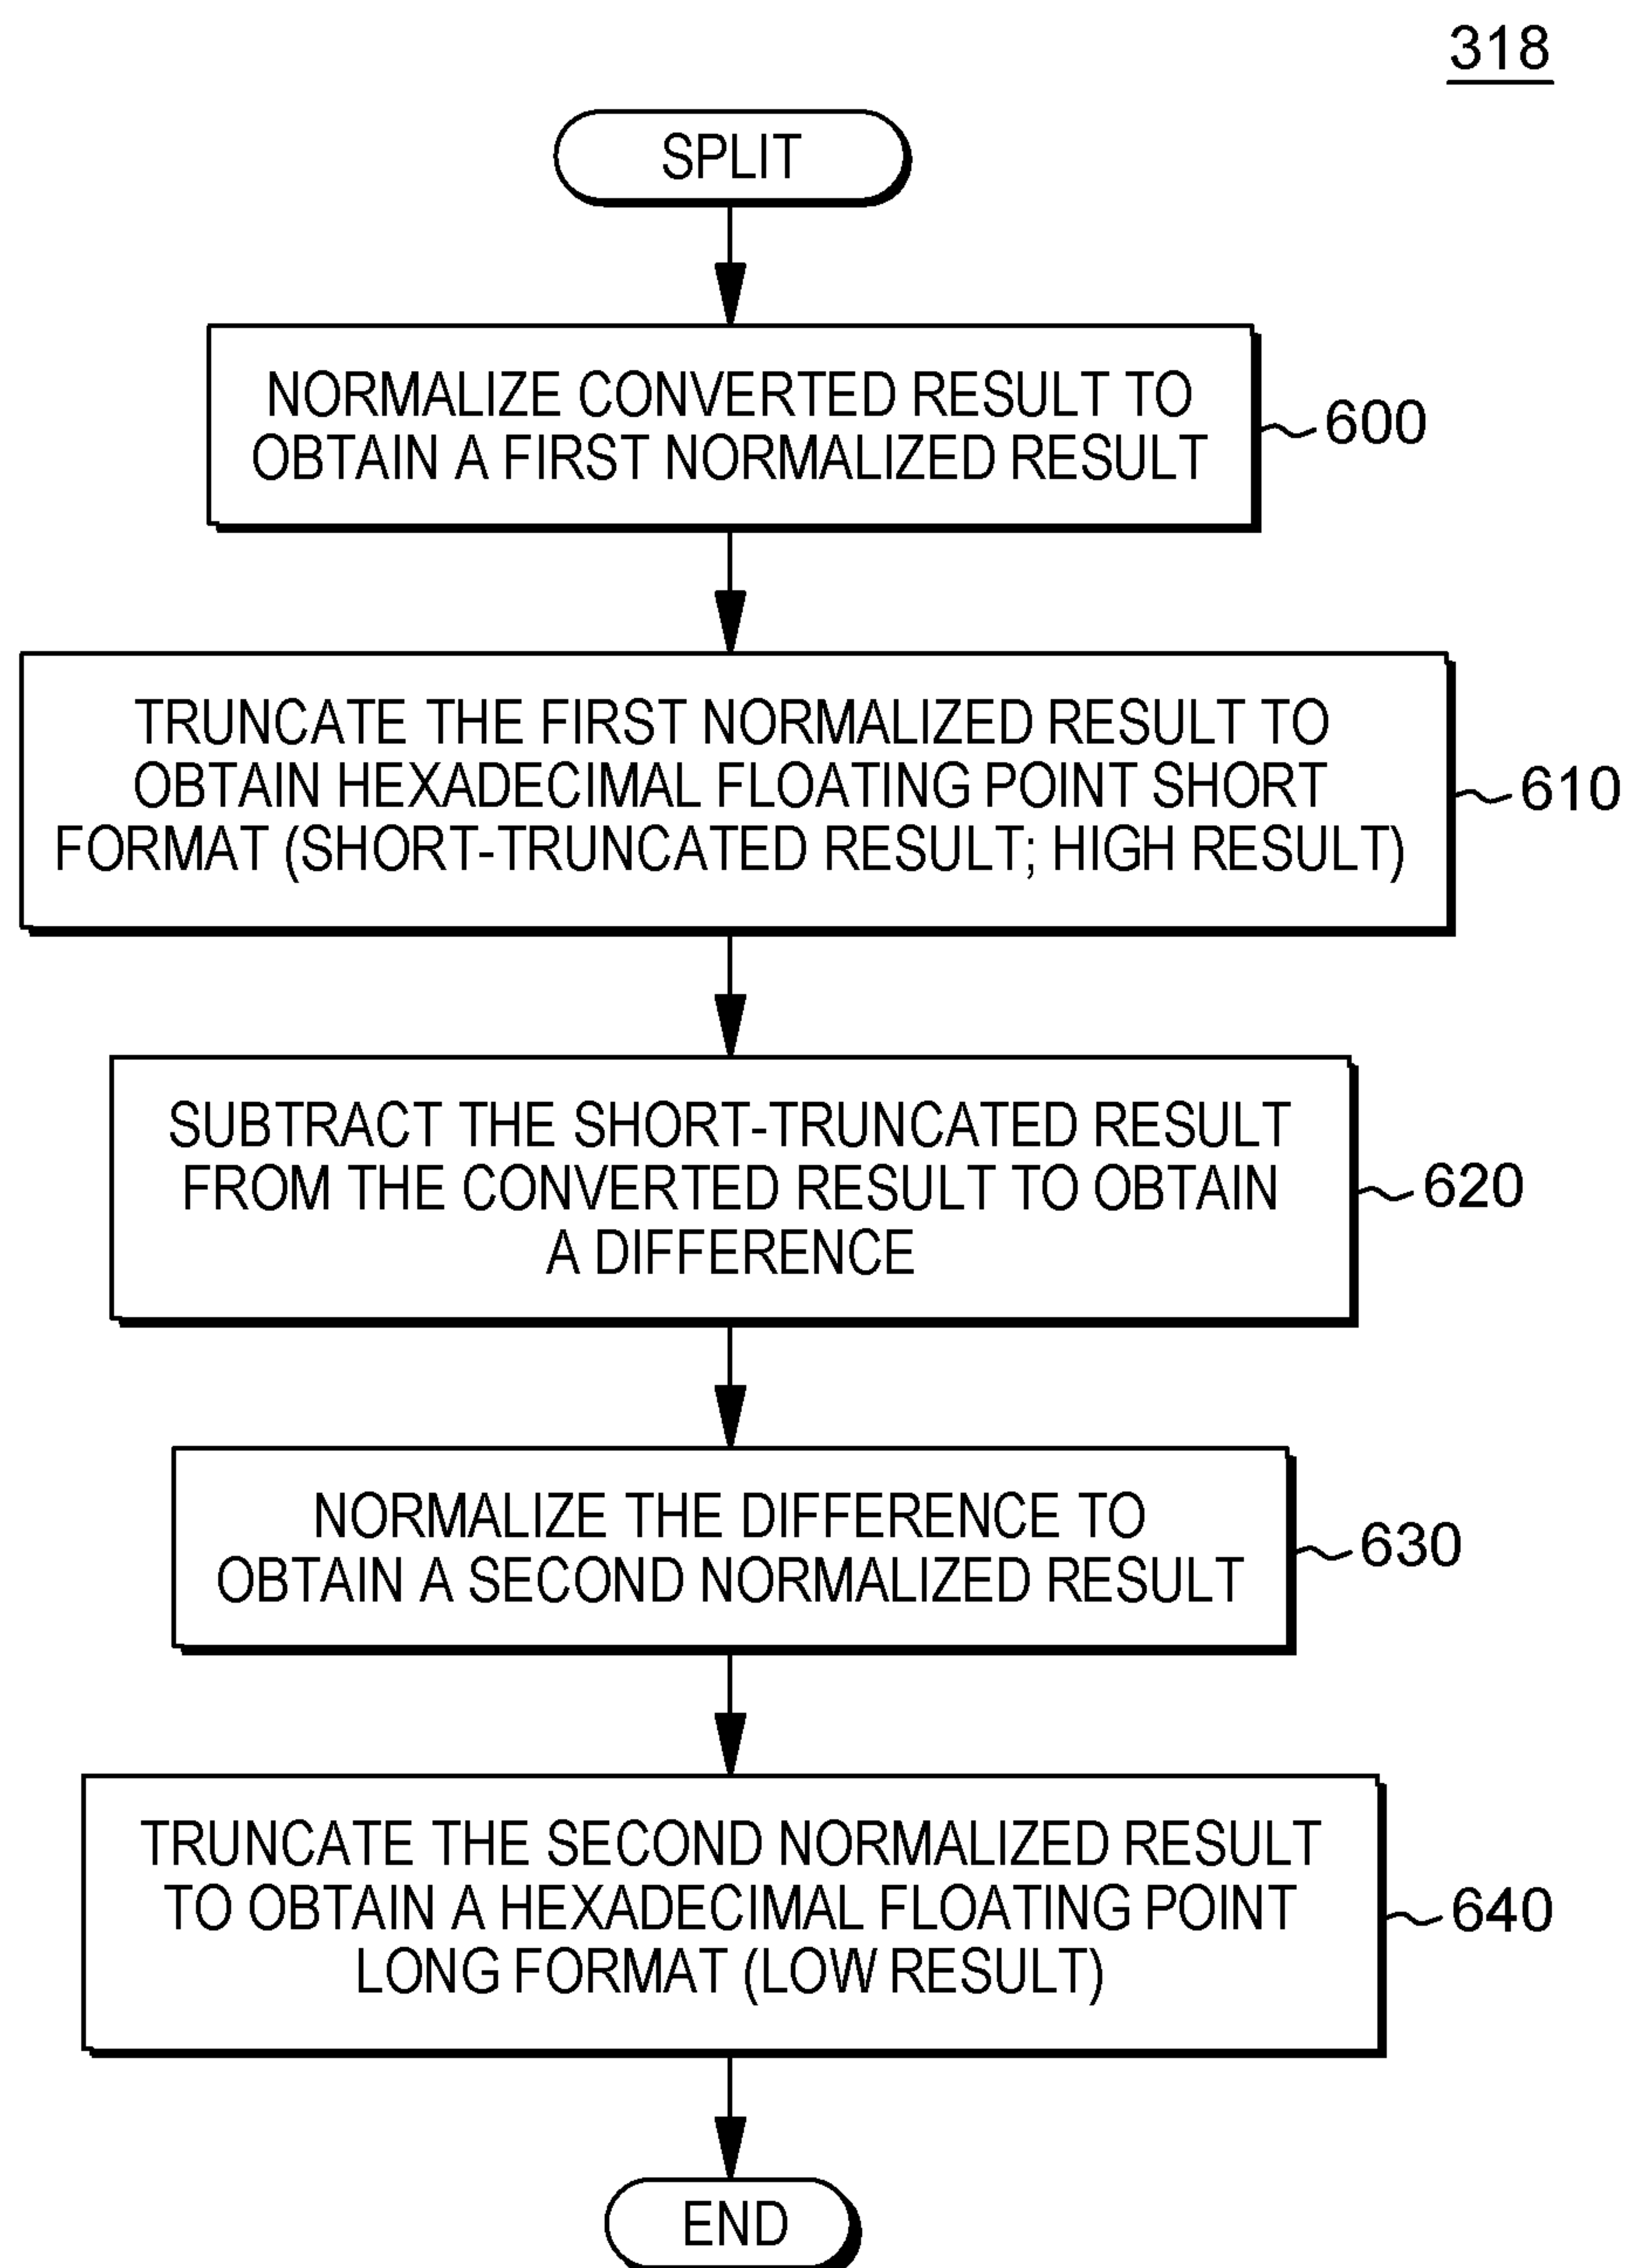 318
SPLIT
NORMALIZE CONVERTED RESULT TO
OBTAIN A FIRST NORMALIZED RESULT
600
TRUNCATE THE FIRST NORMALIZED RESULT TO
OBTAIN HEXADECIMAL FLOATING POINT SHORT
FORMAT (SHORT-TRUNCATED RESULT; HIGH RESULT)
610
SUBTRACT THE SHORT-TRUNCATED RESULT
FROM THE CONVERTED RESULT TO OBTAIN
A DIFFERENCE
620
NORMALIZE THE DIFFERENCE TO
OBTAIN A SECOND NORMALIZED RESULT
630
TRUNCATE THE SECOND NORMALIZED RESULT
TO OBTAIN A HEXADECIMAL FLOATING POINT
LONG FORMAT (LOW RESULT)
640
END